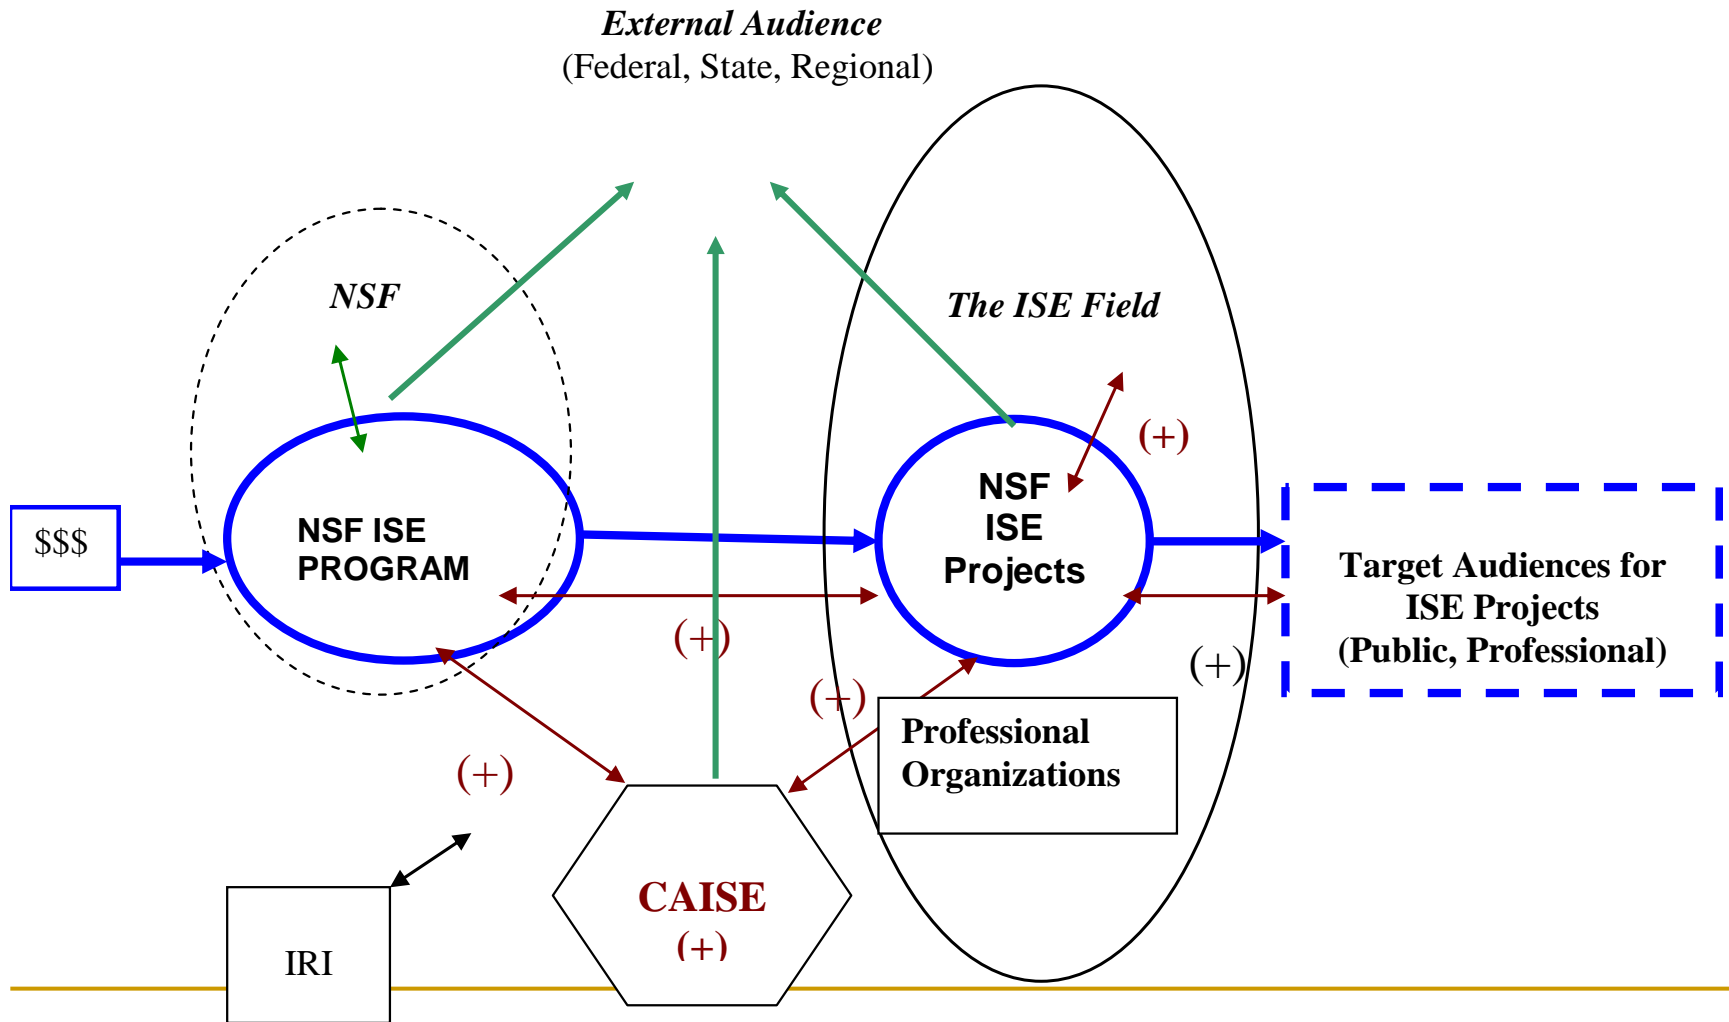 External Audience
(Federal, State, Regional)
NSF
The ISE Field
(+)
NSF
ISE
Projects
$$$
NSF ISE
PROGRAM
Target Audiences for
ISE Projects
(Public, Professional)
(+)
(+)
(+)
Professional
Organizations
(+)
CAISE
(+)
IRI